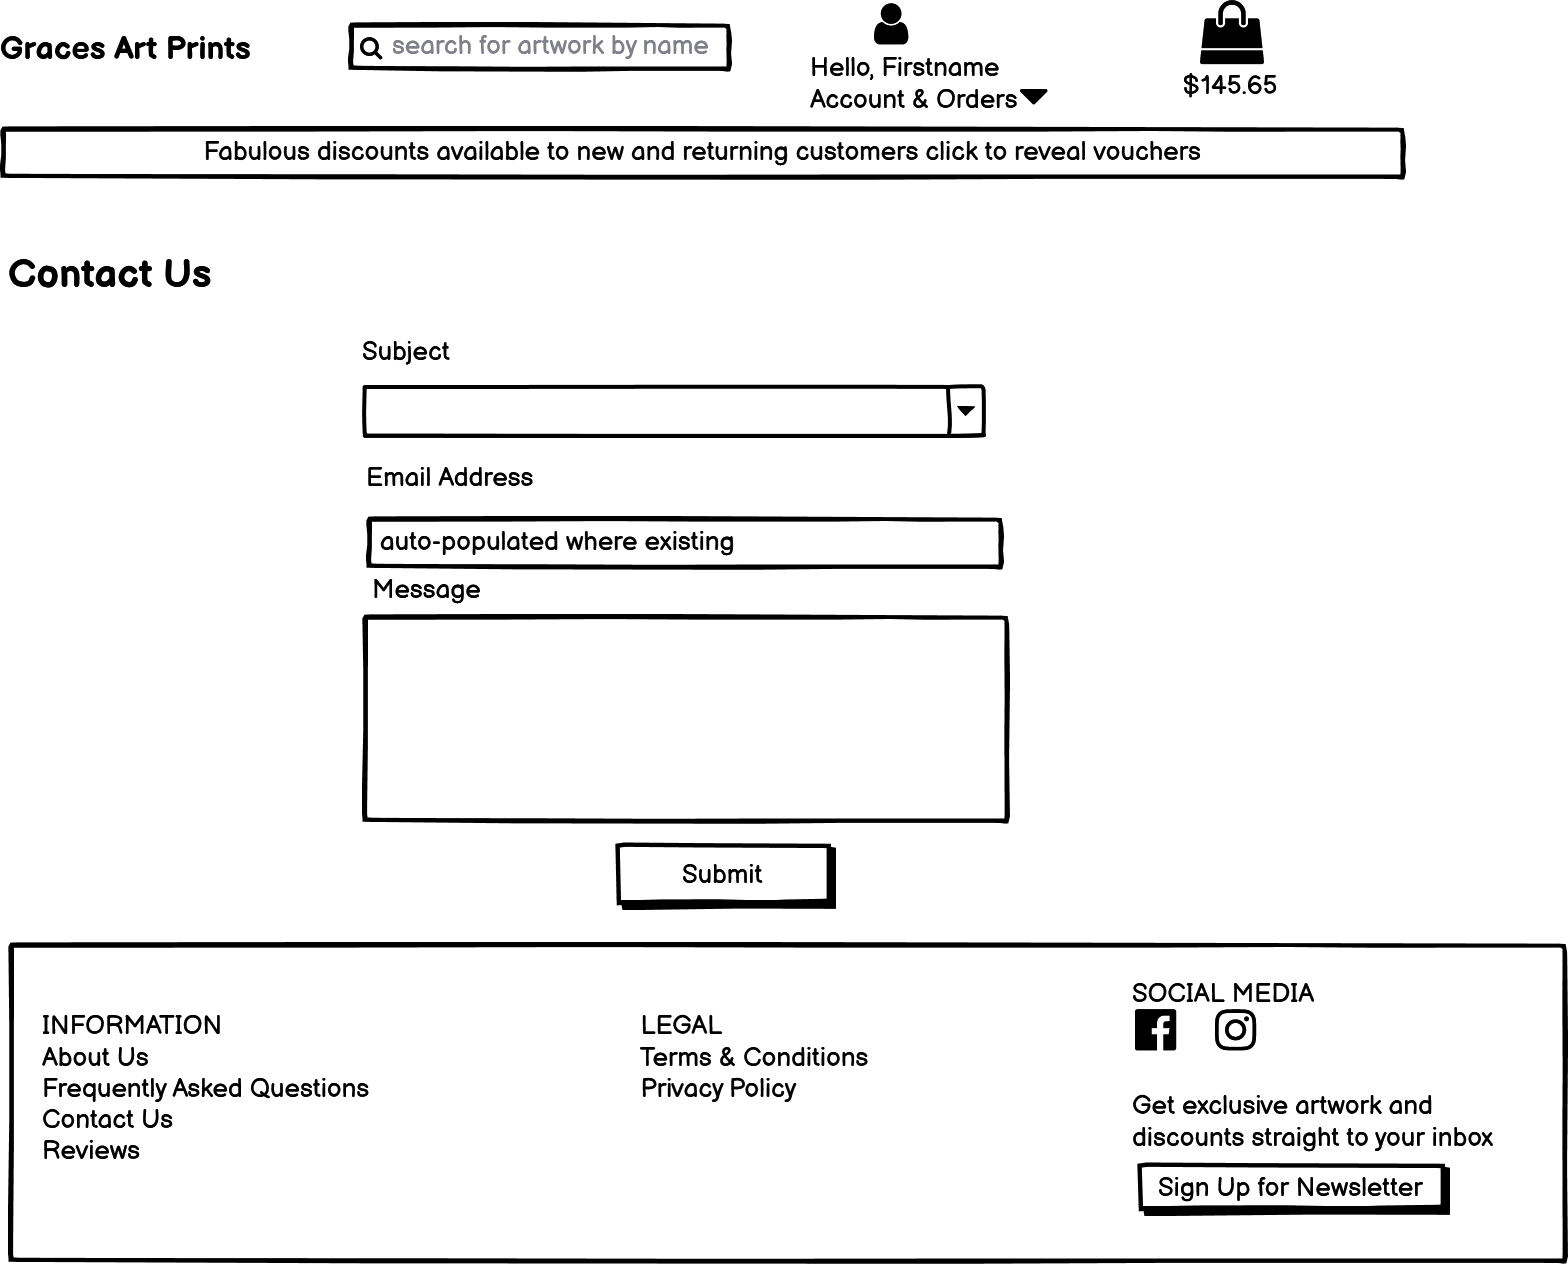 Graces Art Prints
search for artwork by name
Hello, Firstname
Account & Orders
$145.65
Fabulous discounts available to new and returning customers click to reveal vouchers
Contact Us
Subject
Email Address
auto-populated where existing
Message
Submit
INFORMATION
About Us
Frequently Asked Questions
Contact Us
Reviews
LEGAL
Terms & Conditions
Privacy Policy
SOCIAL MEDIA
Get exclusive artwork and
discounts straight to your inbox
Sign Up for Newsletter